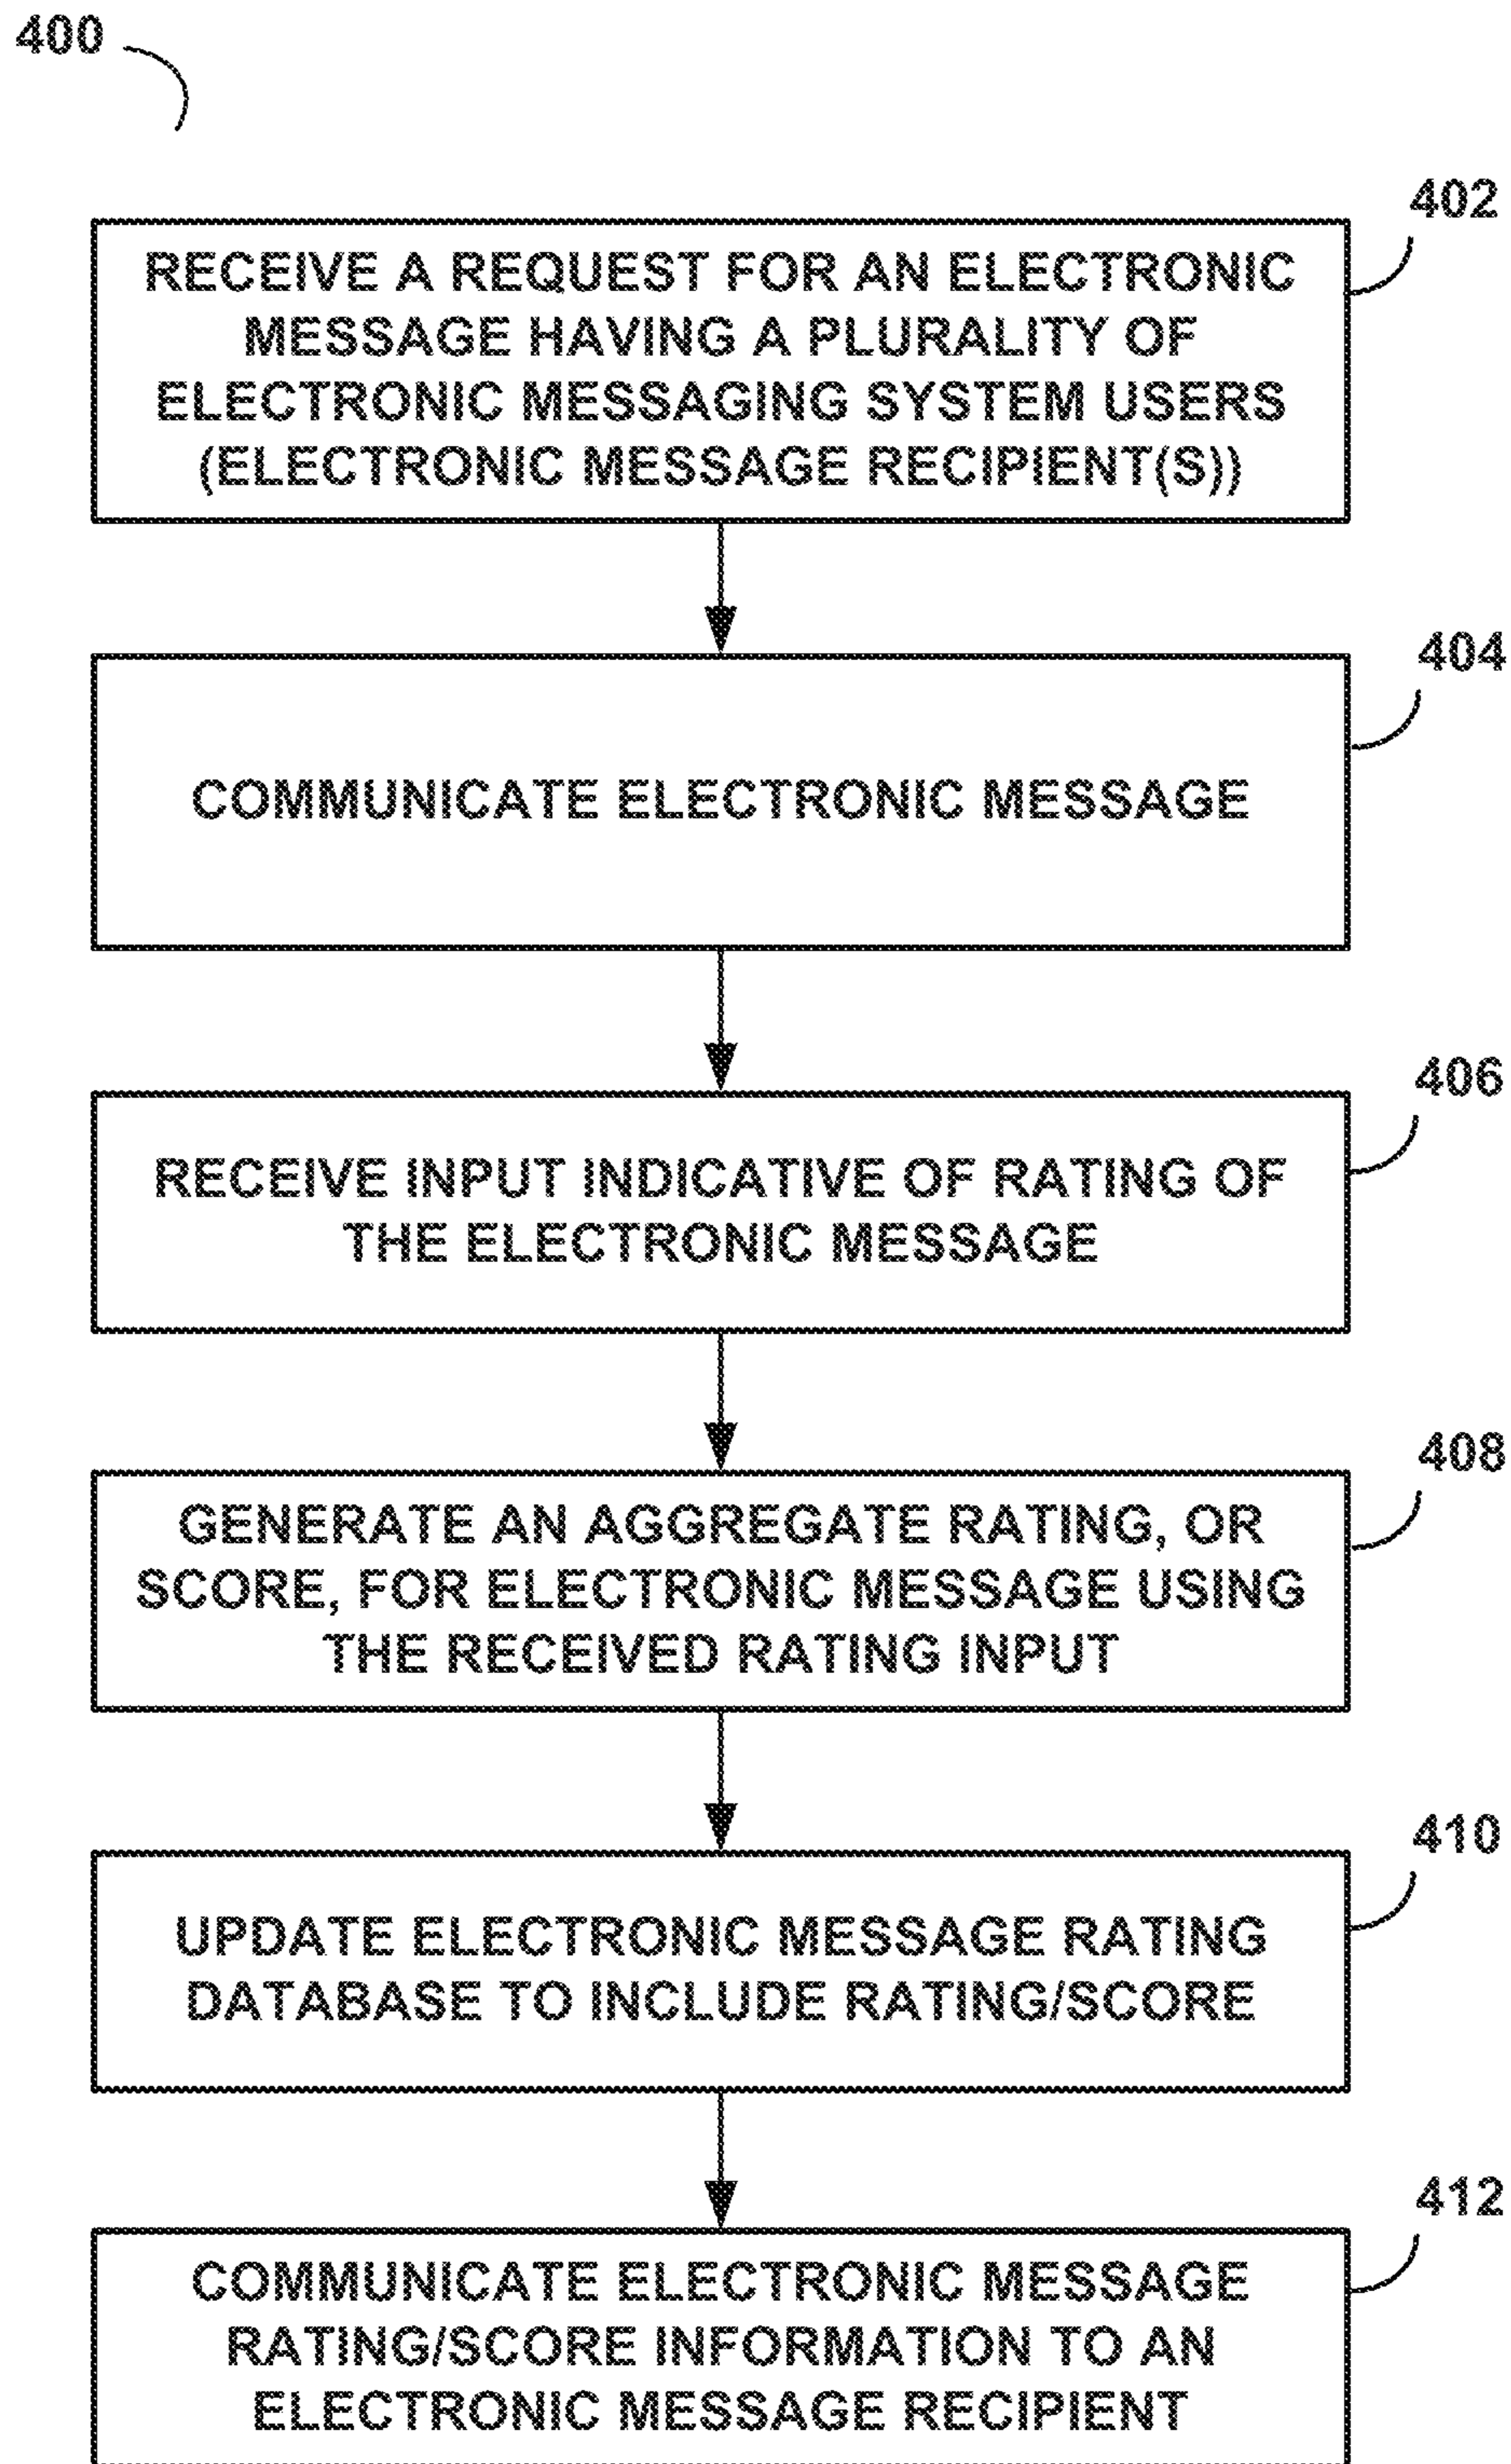 400
402
RECEIVE A REQUEST FOR AN ELECTRONIC
MESSAGE HAVING A PLURALITY OF
ELECTRONIC MESSAGING SYSTEM USERS
(ELECTRONIC MESSAGE RECIPIENT(S))
404
COMMUNICATE ELECTRONIC MESSAGE
406
RECEIVE INPUT INDICATIVE OF RATING OF
THE ELECTRONIC MESSAGE
408
GENERATE AN AGGREGATE RATING, OR
SCORE, FOR ELECTRONIC MESSAGE USING
THE RECEIVED RATING INPUT
410
UPDATE ELECTRONIC MESSAGE RATING
DATABASE TO INCLUDE RATING/SCORE
412
COMMUNICATE ELECTRONIC MESSAGE
RATING/SCORE INFORMATION TO AN
ELECTRONIC MESSAGE RECIPIENT